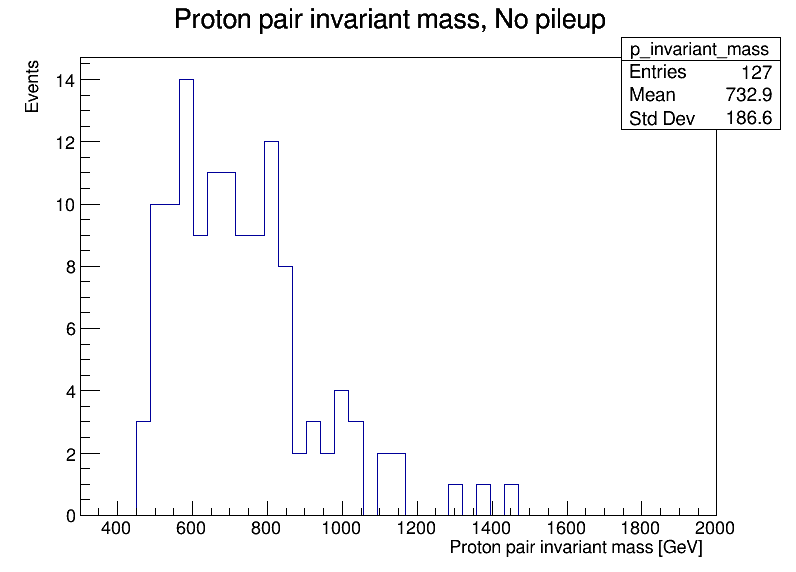 Proton pair invariant mass, No pileup
p_invariant_mass
Entries 127
Mean 732.9
Std Dev 186.6
Events
14
12
10
8
6
4
2
0
400 600 800 1000 1200 1400 1600 1800 2000
Proton pair invariant mass [GeV]